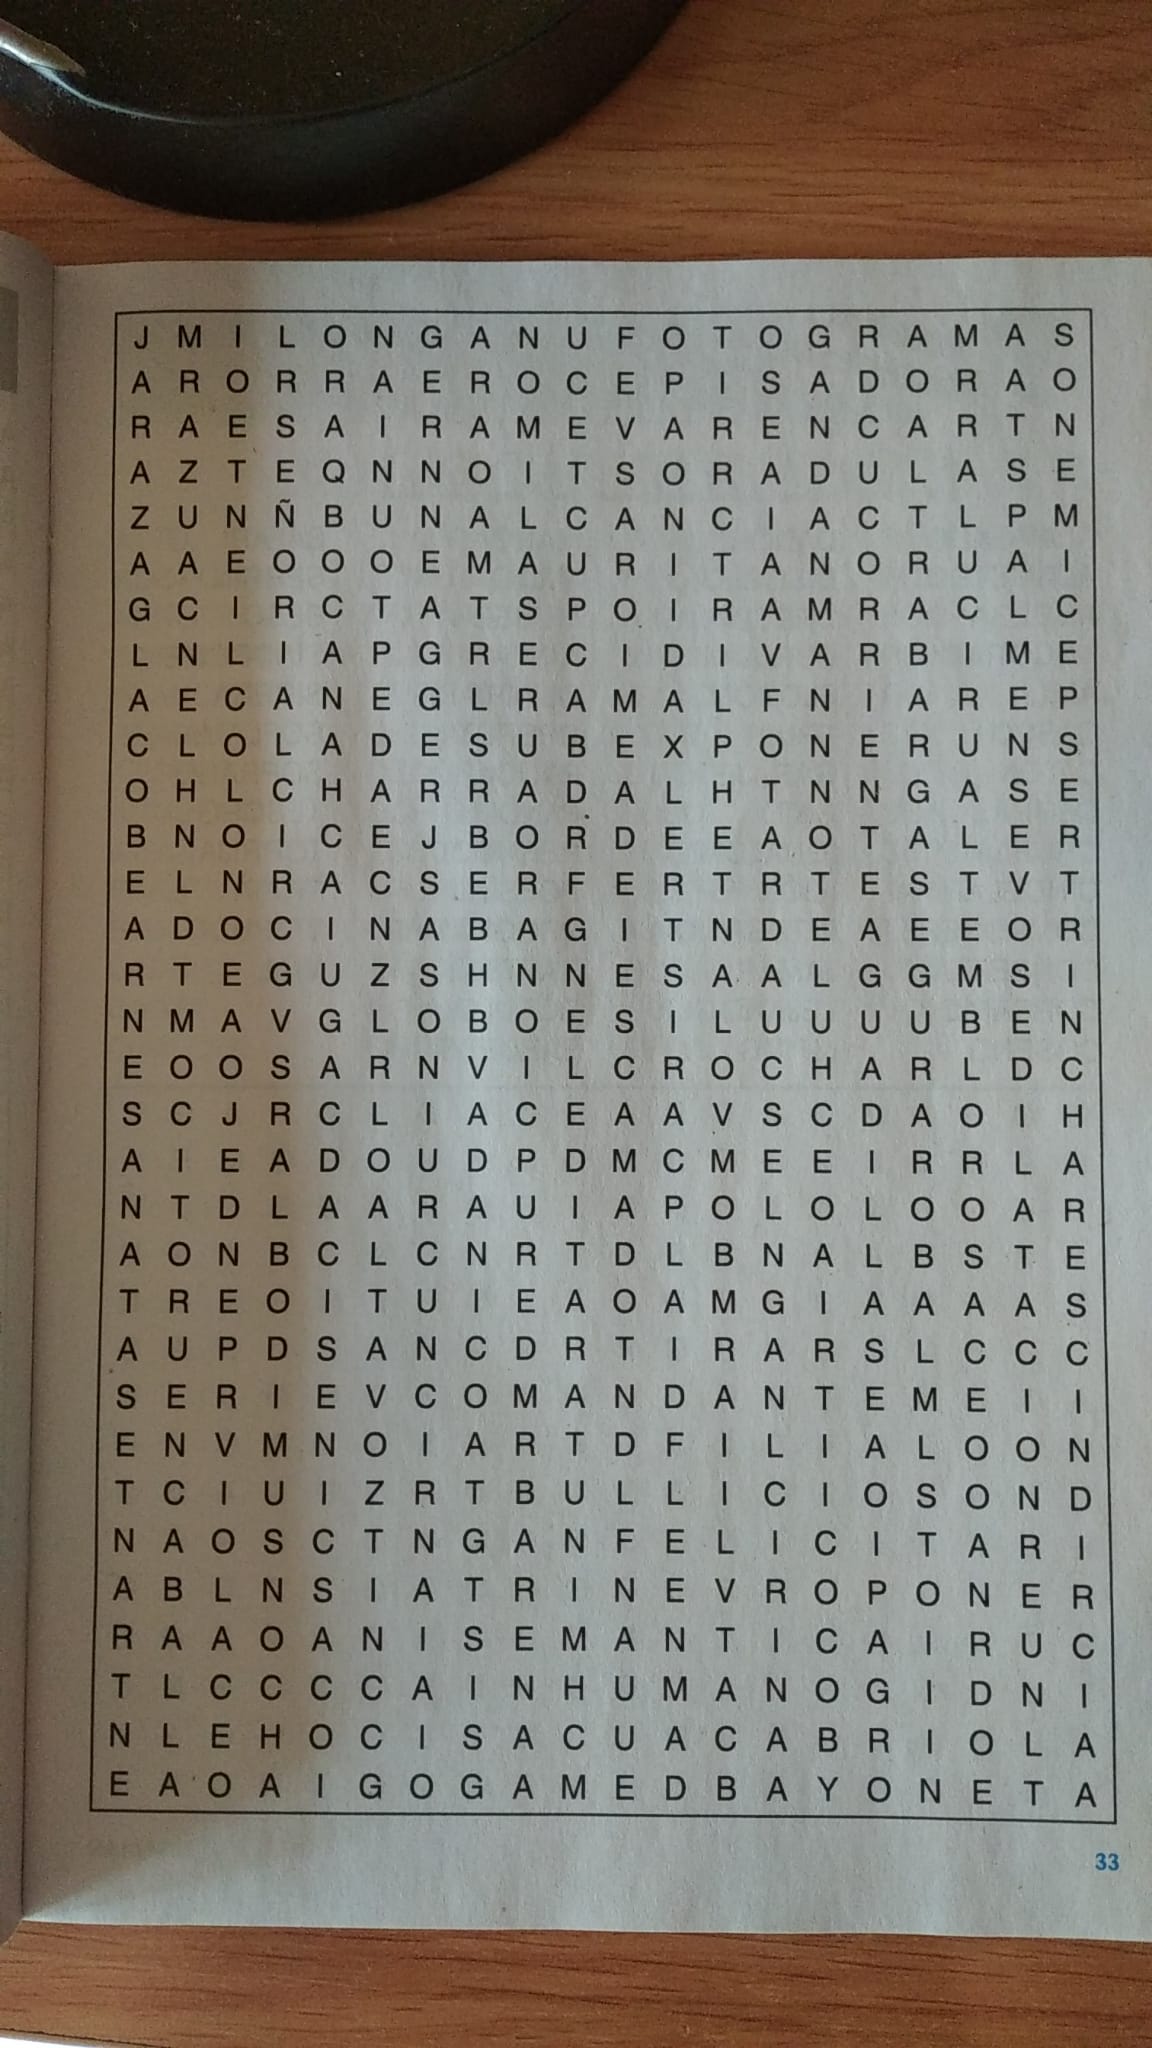 J M I L O N G A N U F O T O G R A M A S
A R O R R A E R O C E P I S A D O R A O
R A E S A I R A M E V A R E N C A R T N
A Z T E Q N N O I T S O R A D U L A S E
Z U N Ñ B U N A L C A N C I A C T L P M
A A E O O O E M A U R I T A N O R U A I
G C I R C T A T S P O I R A M R A C L C
L N L I A P G R E C I D I V A R B I M E
A E C A N E G L R A M A L F N I A R E P
C L O L A D E S U B E X P O N E R U N S
O H L C H A R R A D A L H T N N G A S E
B N O I C E J B O R D E E A O T A L E R
E L N R A C S E R F E R T R T E S T V T
A D O C I N A B A G I T N D E A E E O R
R T E G U Z S H N N E S A A L G G M S I
N M A V G L O B O E S I L U U U U B E N
E O O S A R N V I L C R O C H A R L D C
S C J R C L I A C E A A V S C D A O I H
A I E A D O U D P D M C M E E I R R L A
N T D L A A R A U I A P O L O L O O A R
A O N B C L C N R T D L B N A L B S T E
T R E O I T U I E A O A M G I A A A A S
A U P D S A N C D R T I R A R S L C C C
S E R I E V C O M A N D A N T E M E I I
E N V M N O I A R T D F I L I A L O O N
T C I U I Z R T B U L L I C I O S O N D
N A O S C T N G A N F E L I C I T A R I
A B L N S I A T R I N E V R O P O N E R
R A A O A N I S E M A N T I C A I R U C
T L C C C C A I N H U M A N O G I D N I
N L E H O C I S A C U A C A B R I O L A
E A O A I G O G A M E D B A Y O N E T A
33